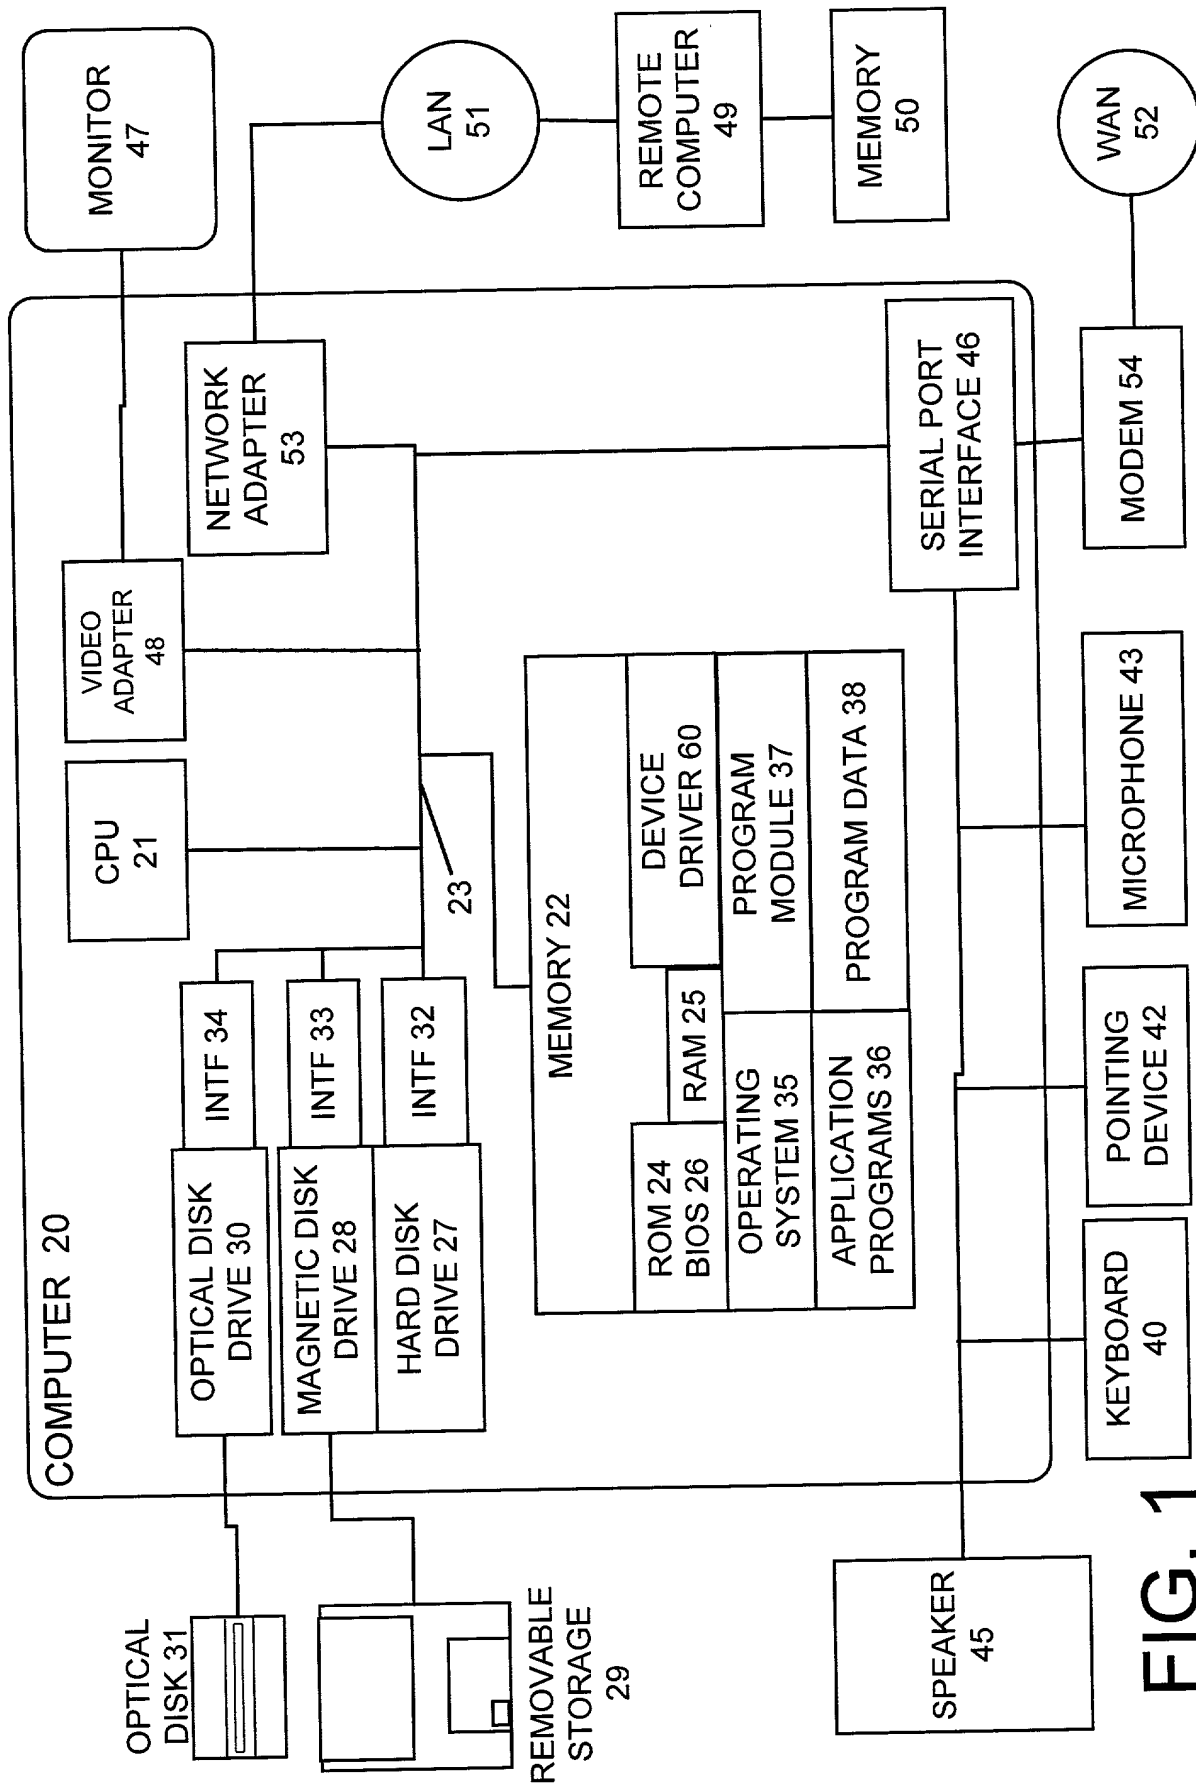 COMPUTER 20
MONITOR
47
CPU
21
VIDEO
ADAPTER
48
NETWORK
ADAPTER
53
LAN
51
OPTICAL
DISK 31
OPTICAL DISK
DRIVE 30
INTF 34
MAGNETIC DISK
DRIVE 28
INTF 33
HARD DISK
DRIVE 27
INTF 32
23
REMOVABLE
STORAGE
29
MEMORY 22
ROM 24
BIOS 26
RAM 25
DEVICE
DRIVER 60
OPERATING
SYSTEM 35
PROGRAM
MODULE 37
APPLICATION
PROGRAMS 36
PROGRAM DATA 38
REMOTE
COMPUTER
49
MEMORY
50
SERIAL PORT
INTERFACE 46
SPEAKER
45
KEYBOARD
40
POINTING
DEVICE 42
MICROPHONE 43
MODEM 54
WAN
52
FIG. 1